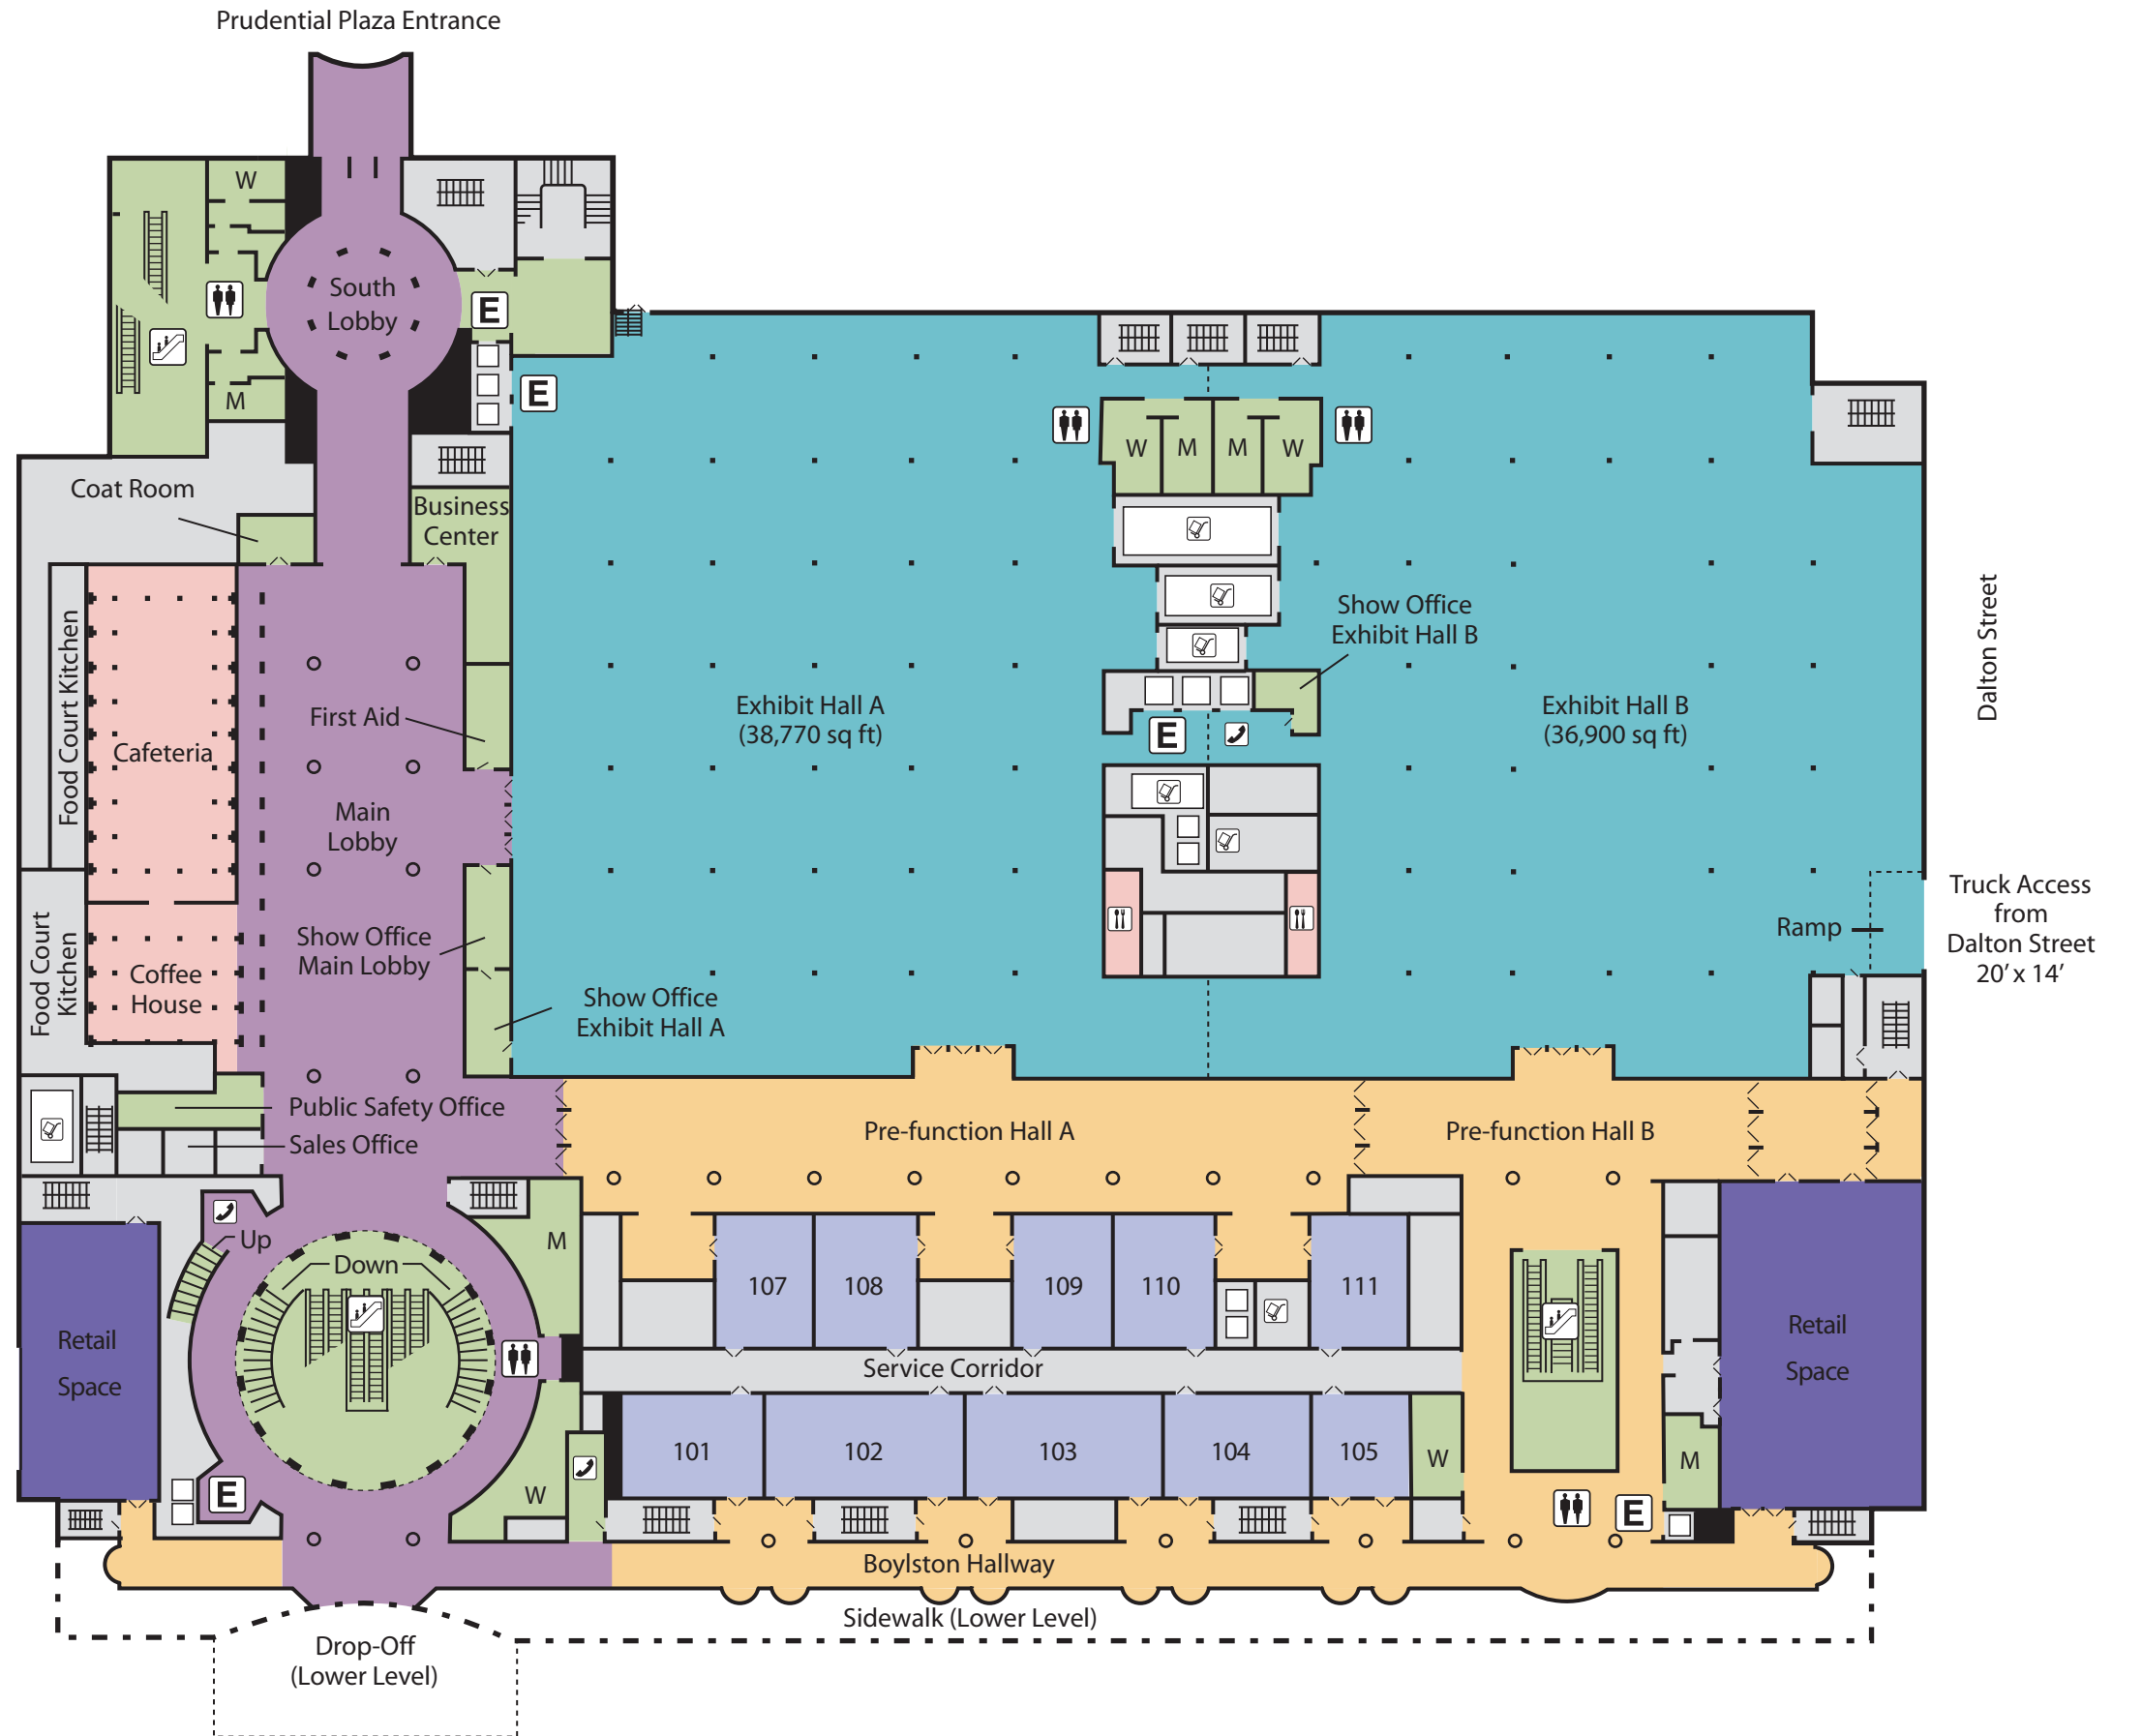 Prudential Plaza Entrance
W
South
Lobby
E
M
E
Coat Room
Business
Center
W
M
M
W
Food Court Kitchen
Cafeteria
First Aid
Main
Lobby
Exhibit Hall A
(38,770 sq ft)
E
Show Office
Exhibit Hall B
Exhibit Hall B
(36,900 sq ft)
Dalton Street
Truck Access
from
Dalton Street
20’ x 14’
Ramp
Food Court
Kitchen
Coffee
House
Show Office
Main Lobby
Show Office
Exhibit Hall A
Public Safety Office
Sales Office
Pre-function Hall A
Pre-function Hall B
Up
Down
M
107
108
109
110
111
Retail
Space
Service Corridor
Retail
Space
101
102
103
104
105
W
M
E
W
E
Boylston Hallway
Sidewalk (Lower Level)
Drop-Off
(Lower Level)